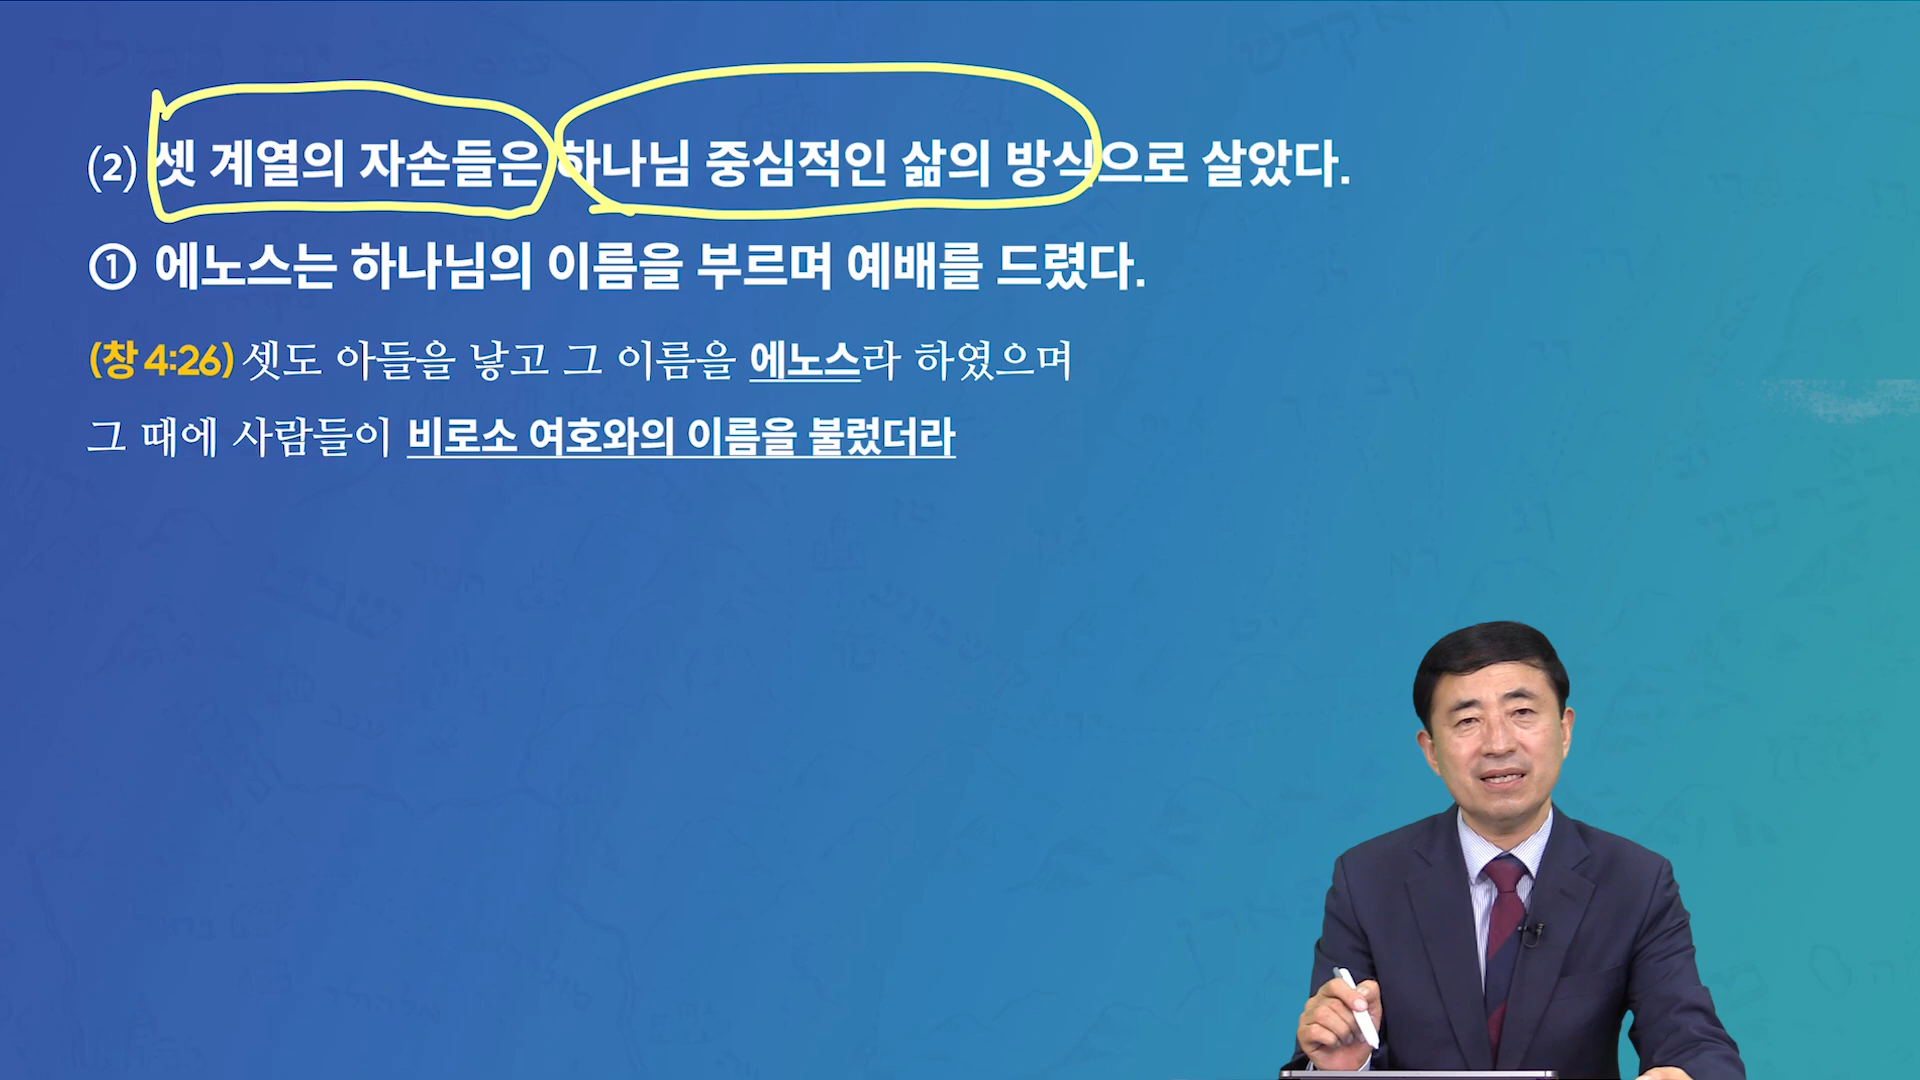 (2) 셋 계열의 자손들은 하나님 중심적인 삶의 방식으로 살았다.
① 에노스는 하나님의 이름을 부르며 예배를 드렸다.
(창 4:26) 셋도 아들을 낳고 그 이름을 에노스라 하였으며
그 때에 사람들이 비로소 여호와의 이름을 불렀더라